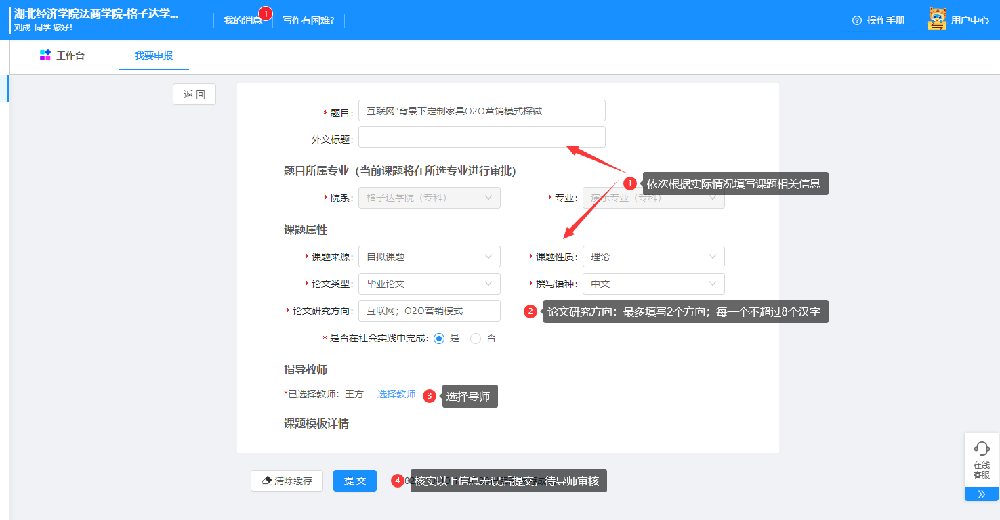 湖北经济学院法商学院-格子达学...
刘成 同学 您好!
我的消息 1
写作有困难?
操作手册
用户中心
工作台
我要申报
返 回
* 题目: 互联网"背景下定制家具O2O营销模式探微
外文标题:
题目所属专业（当前课题将在所选专业进行审批）
1 依次根据实际情况填写课题相关信息
* 院系: 格子达学院（专科）
* 专业: 演示专业（专科）
课题属性
* 课题来源: 自拟课题
* 课题性质: 理论
* 论文类型: 毕业论文
* 撰写语种: 中文
* 论文研究方向: 互联网；O2O营销模式
2 论文研究方向：最多填写2个方向；每一个不超过8个汉字
* 是否在社会实践中完成: 是 否
指导教师
*已选择教师：王方 选择教师
3 选择导师
课题模板详情
清除缓存
提 交
4 核实以上信息无误后提交，待导师审核
在线
客服